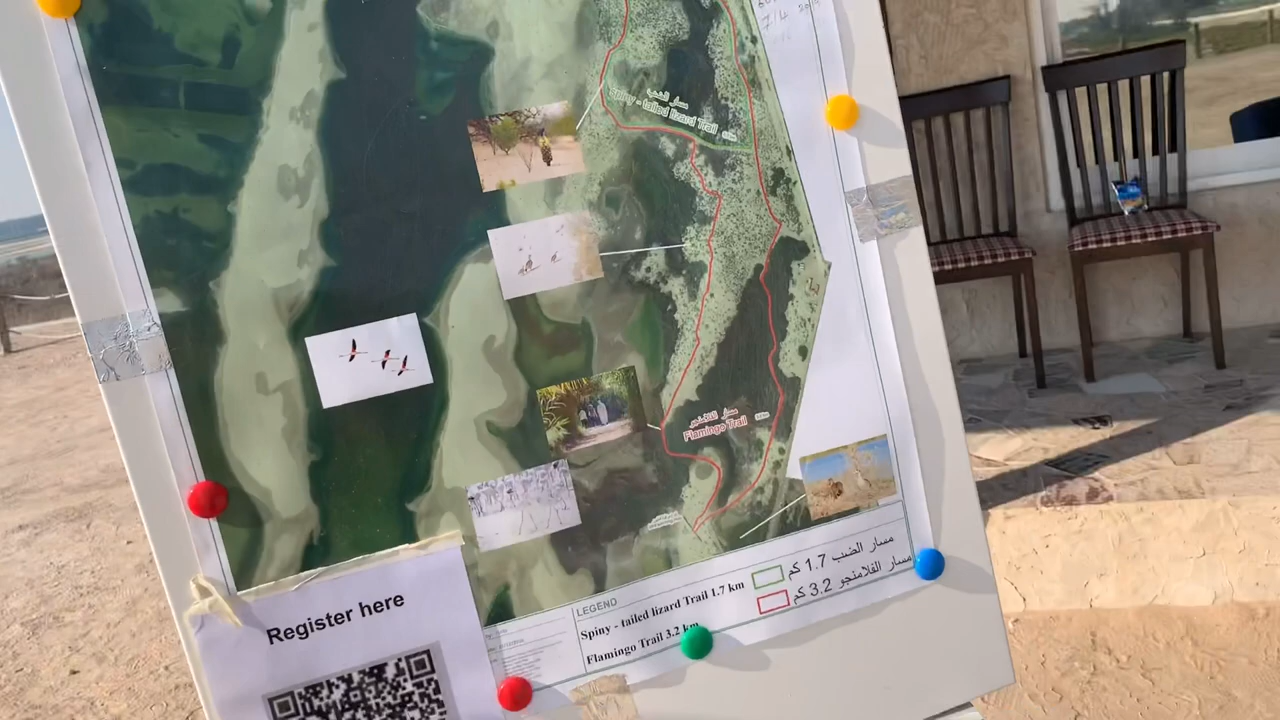 مسار الضب
Spiny - tailed lizard Trail
مسار الفلامنجو
Flamingo Trail
LEGEND
Spiny - tailed lizard Trail 1.7 km
مسار الضب 1.7 كم
Flamingo Trail 3.2 km
مسار الفلامنجو 3.2 كم
Register here